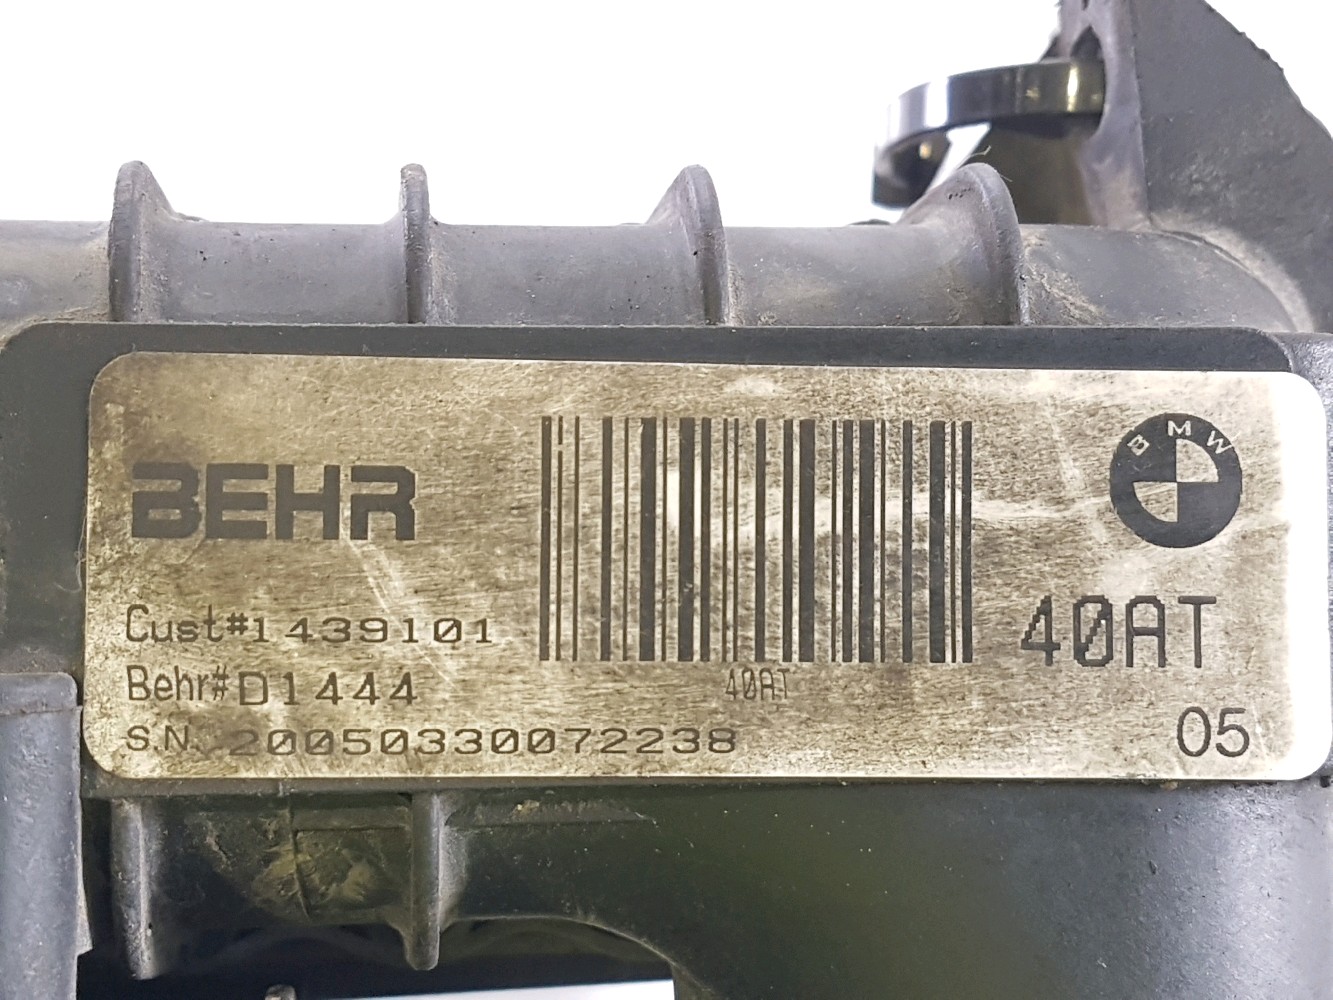 BEHR
BMW
Cust#1439101
40AT
Behr#D1444
40AT
S.N. 20050330072238
05